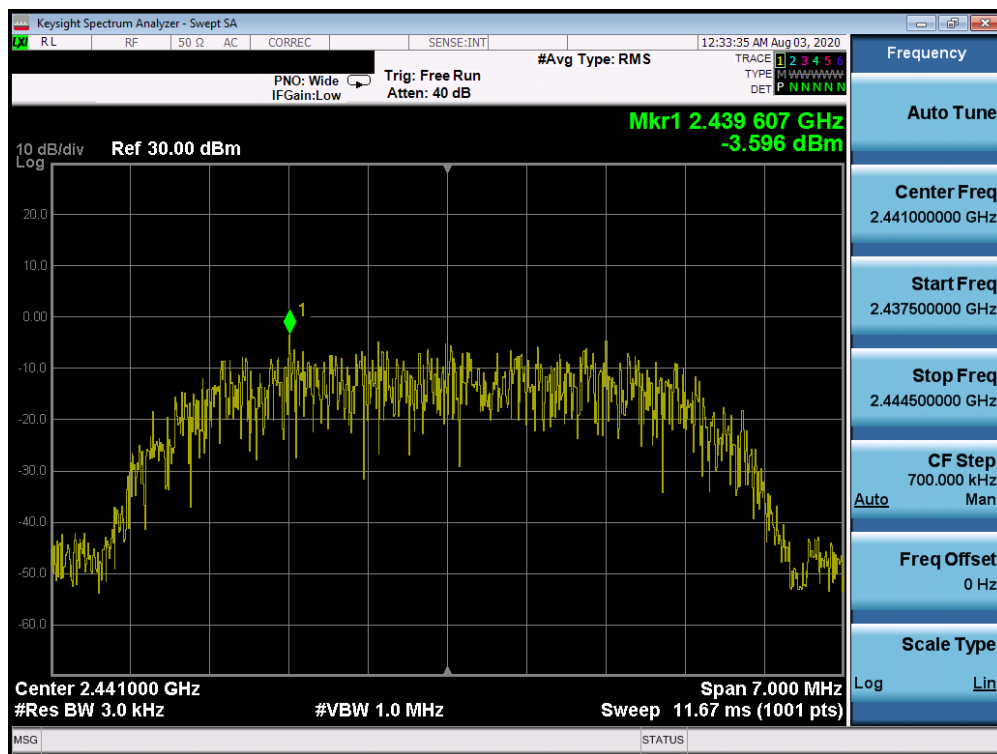 Keysight Spectrum Analyzer - Swept SA
LXI RL RF 50 Ω AC CORREC SENSE:INT 12:33:35 AM Aug 03, 2020
#Avg Type: RMS TRACE 1 2 3 4 5 6
PNO: Wide Trig: Free Run TYPE M WWWWW
IFGain:Low Atten: 40 dB DET P N N N N N
Mkr1 2.439 607 GHz
-3.596 dBm
10 dB/div Ref 30.00 dBm
Log
20.0
10.0
0.00
1
-10.0
-20.0
-30.0
-40.0
-50.0
-60.0
Center 2.441000 GHz Span 7.000 MHz
#Res BW 3.0 kHz #VBW 1.0 MHz Sweep 11.67 ms (1001 pts)
MSG STATUS
Frequency
Auto Tune
Center Freq
2.441000000 GHz
Start Freq
2.437500000 GHz
Stop Freq
2.444500000 GHz
CF Step
700.000 kHz
Auto Man
Freq Offset
0 Hz
Scale Type
Log Lin